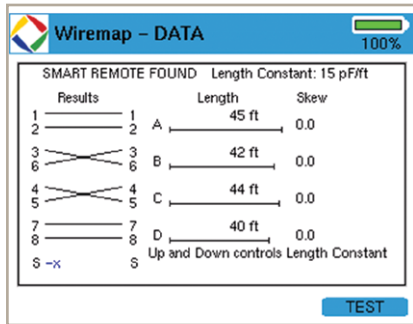 Wiremap – DATA
100%
SMART REMOTE FOUND Length Constant: 15 pF/ft
Results Length Skew
1 1 A 45 ft 0.0
2 2
3 3 B 42 ft 0.0
6 6
4 4 C 44 ft 0.0
5 5
7 7 D 40 ft 0.0
8 8
S -x S
Up and Down controls Length Constant
TEST